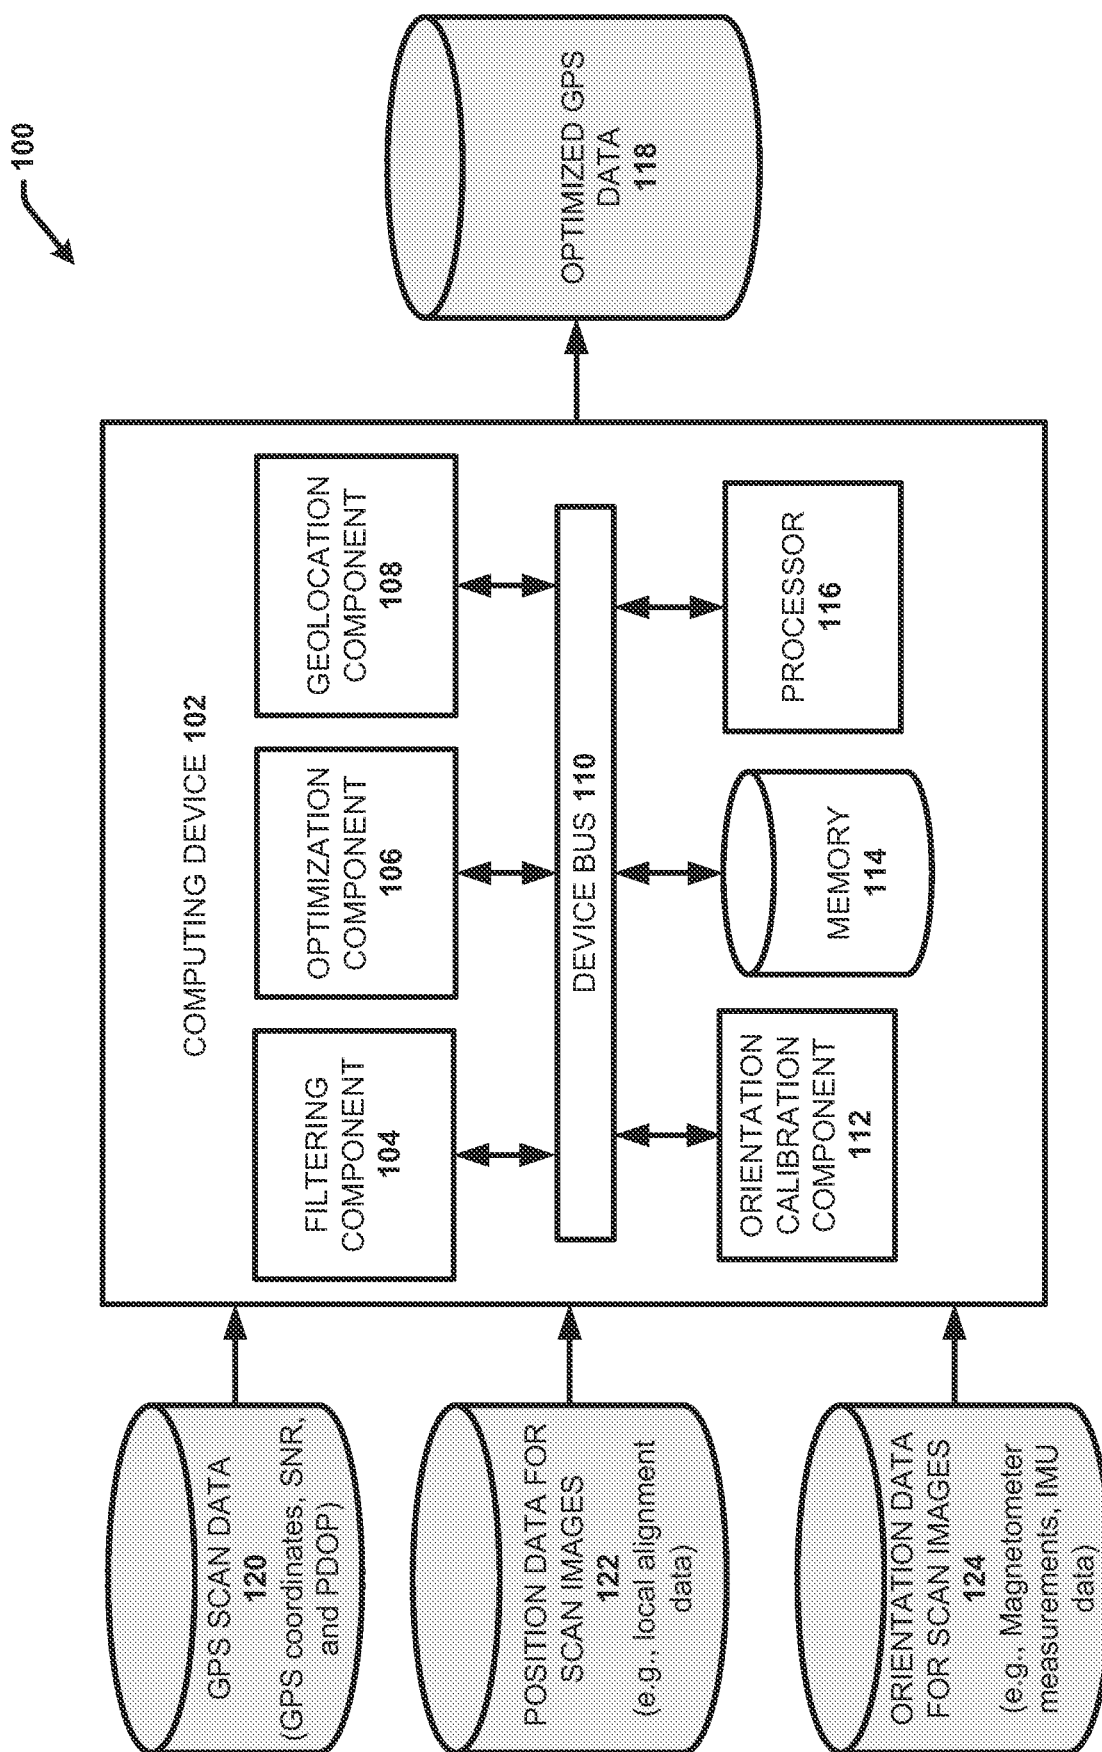 100
GPS SCAN DATA
120
(GPS coordinates, SNR,
and PDOP)
POSITION DATA FOR
SCAN IMAGES
122
(e.g., local alignment
data)
ORIENTATION DATA
FOR SCAN IMAGES
124
(e.g., Magnetometer
measurements, IMU
data)
COMPUTING DEVICE 102
FILTERING
COMPONENT
104
OPTIMIZATION
COMPONENT
106
GEOLOCATION
COMPONENT
108
DEVICE BUS 110
ORIENTATION
CALIBRATION
COMPONENT
112
MEMORY
114
PROCESSOR
116
OPTIMIZED GPS
DATA
118